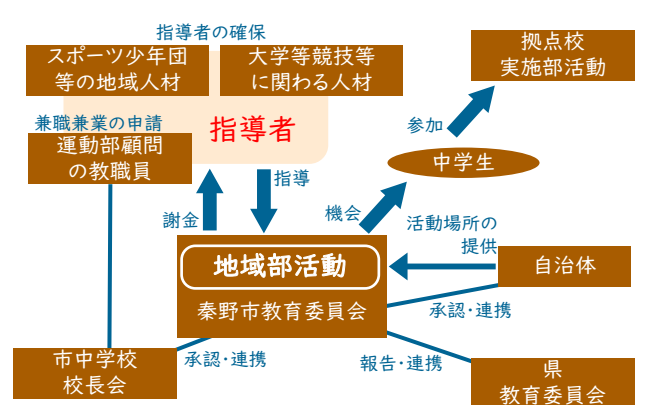 指導者の確保
スポーツ少年団
等の地域人材
大学等競技等
に関わる人材
拠点校
実施部活動
兼職兼業の申請
指導者
運動部顧問
の教職員
参加
中学生
指導
謝金
機会
活動場所の
提供
地域部活動
自治体
秦野市教育委員会
承認・連携
市中学校
校長会
承認・連携
報告・連携
県
教育委員会